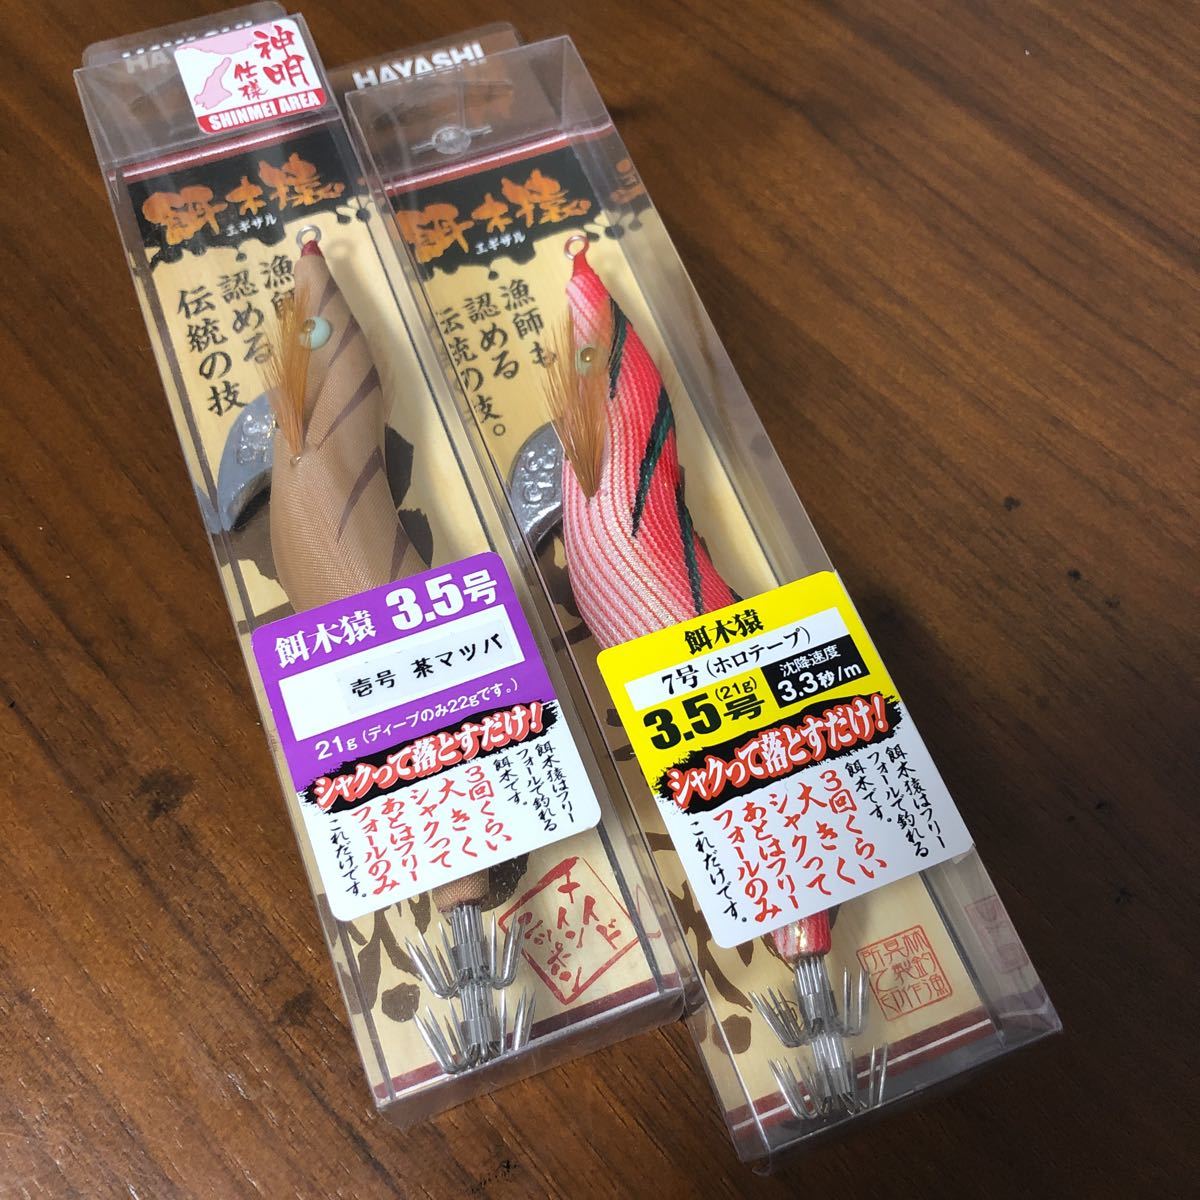 HAYASHI
神明
仕様
SHINMEI AREA
餌木猿
エギサル
漁師
認める
伝統の技
餌木猿 3.5号
壱号 茶マツバ
21g(ディープのみ22gです。)
シャクって落とすだけ!
餌木猿はフリー
フォールで釣れる
餌木です。
3回くらい
大きく
シャクって
あとはフリー
フォールのみ
これだけです。
HAYASHI
餌木猿
エギサル
漁師も
認める
伝統の技。
餌木猿
7号(ホロテープ)
3.5号(21g)
沈降速度
3.3秒/m
シャクって落とすだけ!
餌木猿はフリー
フォールで釣れる
餌木です。
3回くらい
大きく
シャクって
あとはフリー
フォールのみ
これだけです。